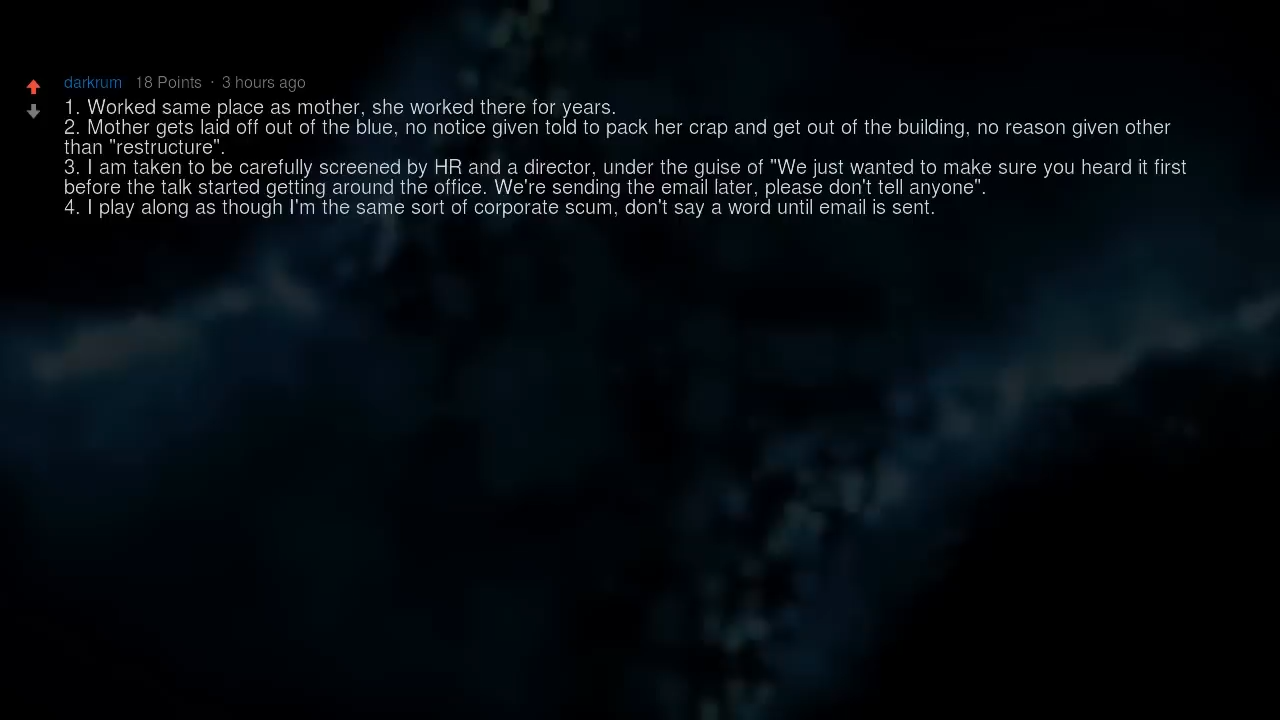 darkrum 18 Points · 3 hours ago
1. Worked same place as mother, she worked there for years.
2. Mother gets laid off out of the blue, no notice given told to pack her crap and get out of the building, no reason given other
than "restructure".
3. I am taken to be carefully screened by HR and a director, under the guise of "We just wanted to make sure you heard it first
before the talk started getting around the office. We're sending the email later, please don't tell anyone".
4. I play along as though I'm the same sort of corporate scum, don't say a word until email is sent.